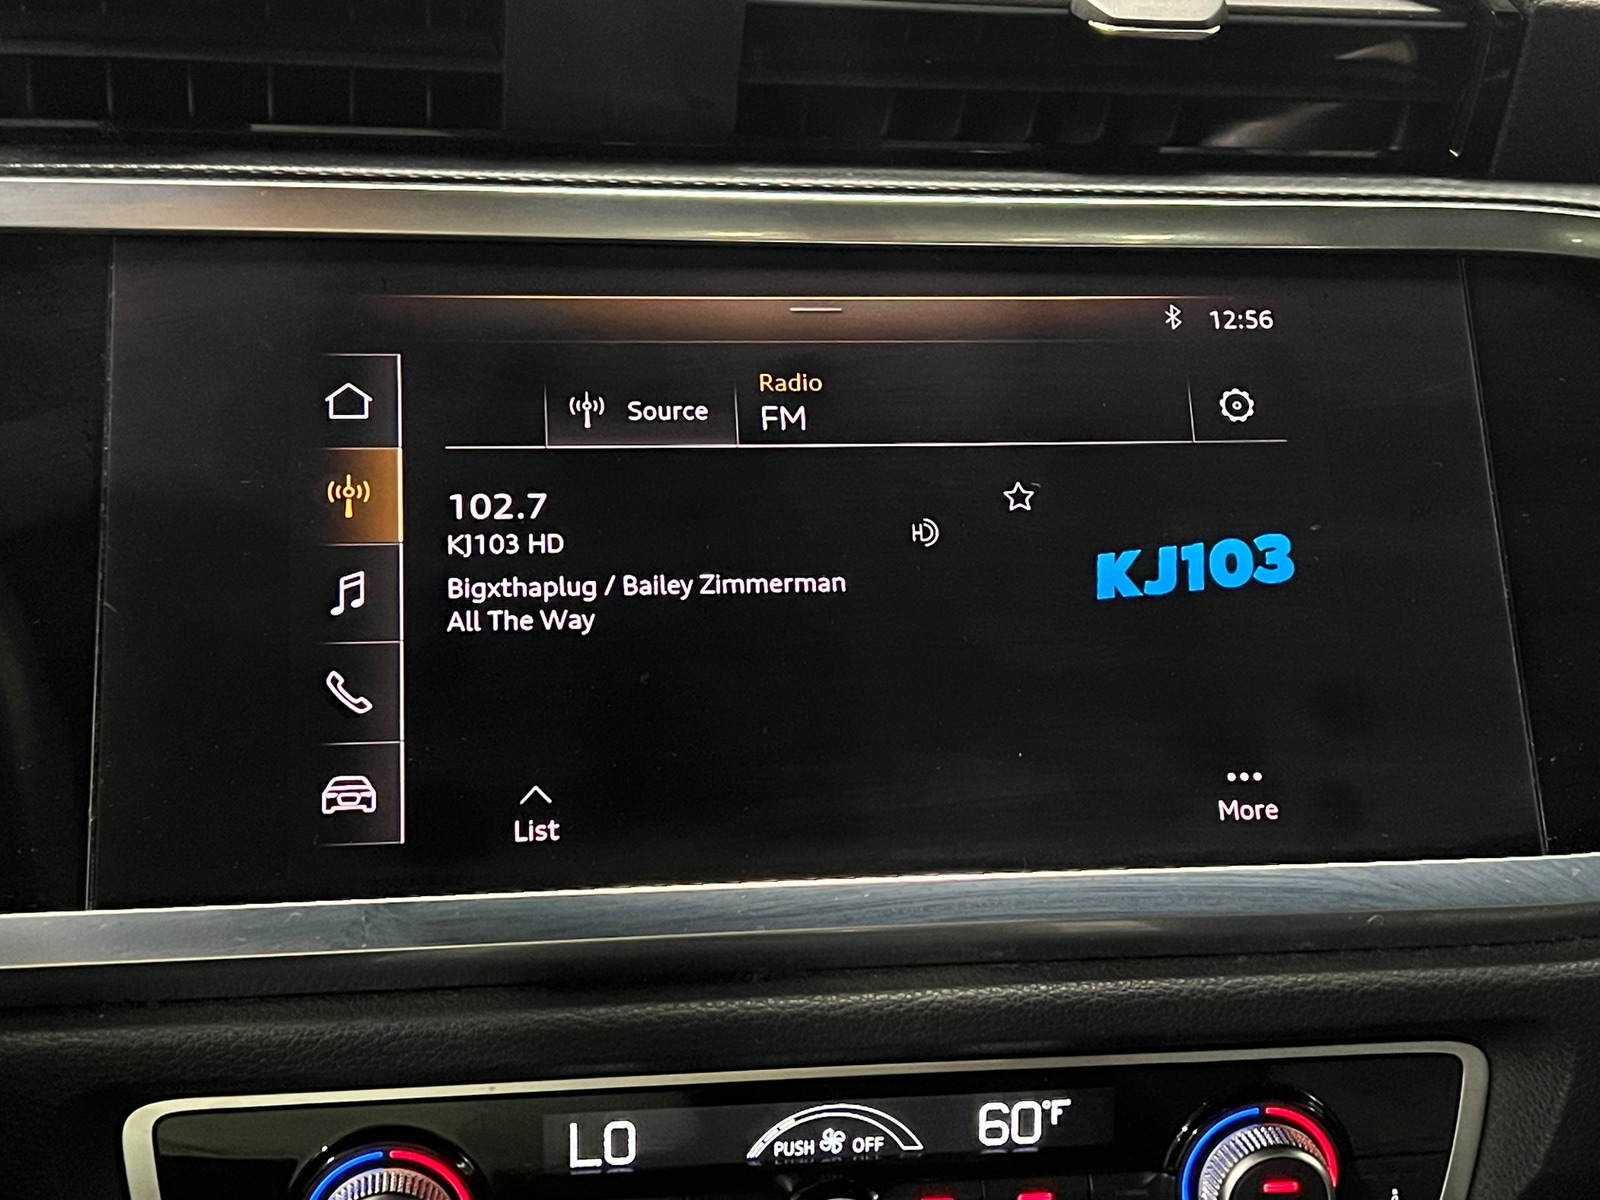 12:56
Source
Radio
FM
102.7
KJ103 HD
HD
KJ103
Bigxthaplug / Bailey Zimmerman
All The Way
List
More
LO
PUSH OFF
60°F